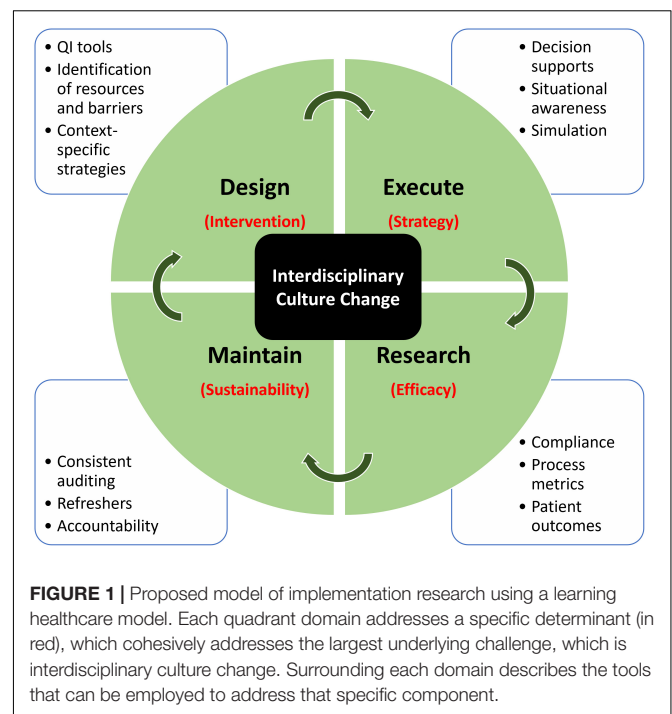 • QI tools
• Identification
of resources
and barriers
• Context-
specific
strategies
• Decision
supports
• Situational
awareness
• Simulation
Design
(Intervention)
Execute
(Strategy)
Interdisciplinary
Culture Change
Maintain
(Sustainability)
Research
(Efficacy)
• Consistent
auditing
• Refreshers
• Accountability
• Compliance
• Process
metrics
• Patient
outcomes
FIGURE 1 | Proposed model of implementation research using a learning
healthcare model. Each quadrant domain addresses a specific determinant (in
red), which cohesively addresses the largest underlying challenge, which is
interdisciplinary culture change. Surrounding each domain describes the tools
that can be employed to address that specific component.